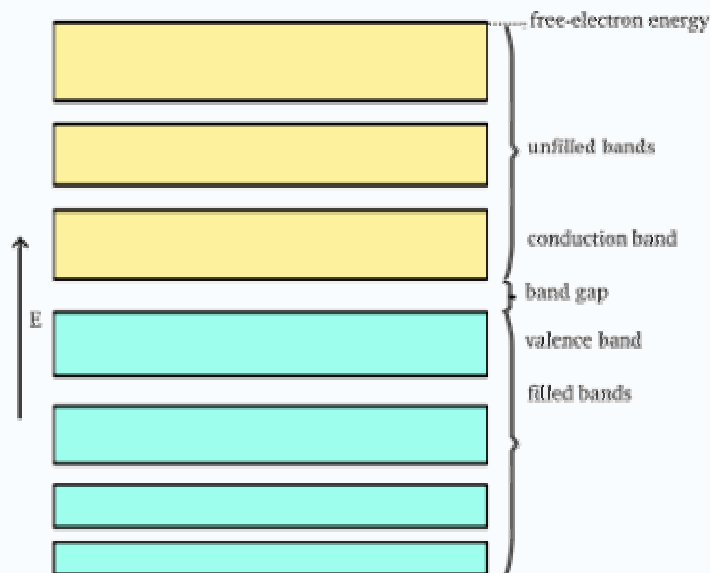 free-electron energy
unfilled bands
conduction band
band gap
E
valence band
filled bands